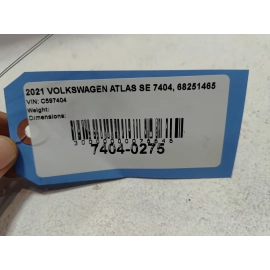 2021 VOLKSWAGEN ATLAS SE 7404, 68251465
VIN: C597404
Weight:
Dimensions:
7404-0275